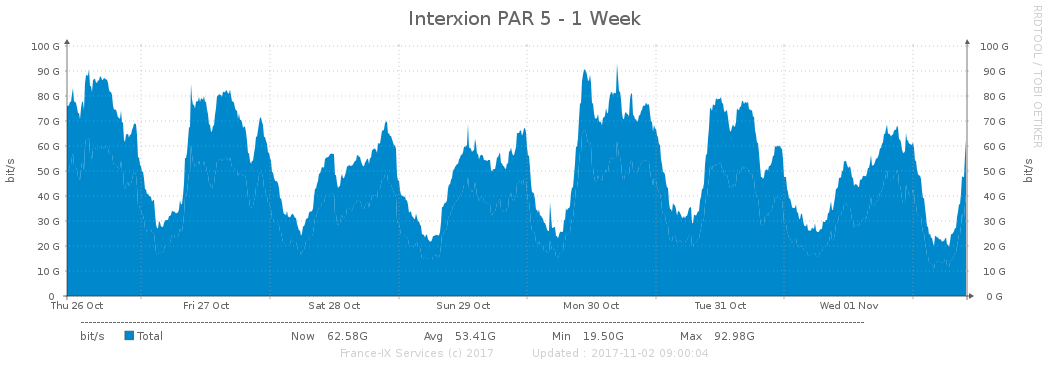 Interxion PAR 5 - 1 Week
RRDTOOL / TOBI OETIKER
100 G 100 G
90 G 90 G
80 G 80 G
70 G 70 G
60 G 60 G
50 G 50 G
40 G 40 G
30 G 30 G
20 G 20 G
10 G 10 G
0 0 G
bit/s bit/s
Thu 26 Oct Fri 27 Oct Sat 28 Oct Sun 29 Oct Mon 30 Oct Tue 31 Oct Wed 01 Nov
bit/s Total Now 62.58G Avg 53.41G Min 19.50G Max 92.98G
France-IX Services (c) 2017 Updated : 2017-11-02 09:00:04